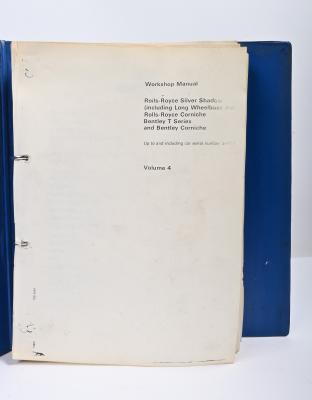 Workshop Manual
Rolls-Royce Silver Shadow
(including Long Wheelbase
Rolls-Royce Corniche
Bentley T Series
and Bentley Corniche
Up to and including car serial number
Volume 4